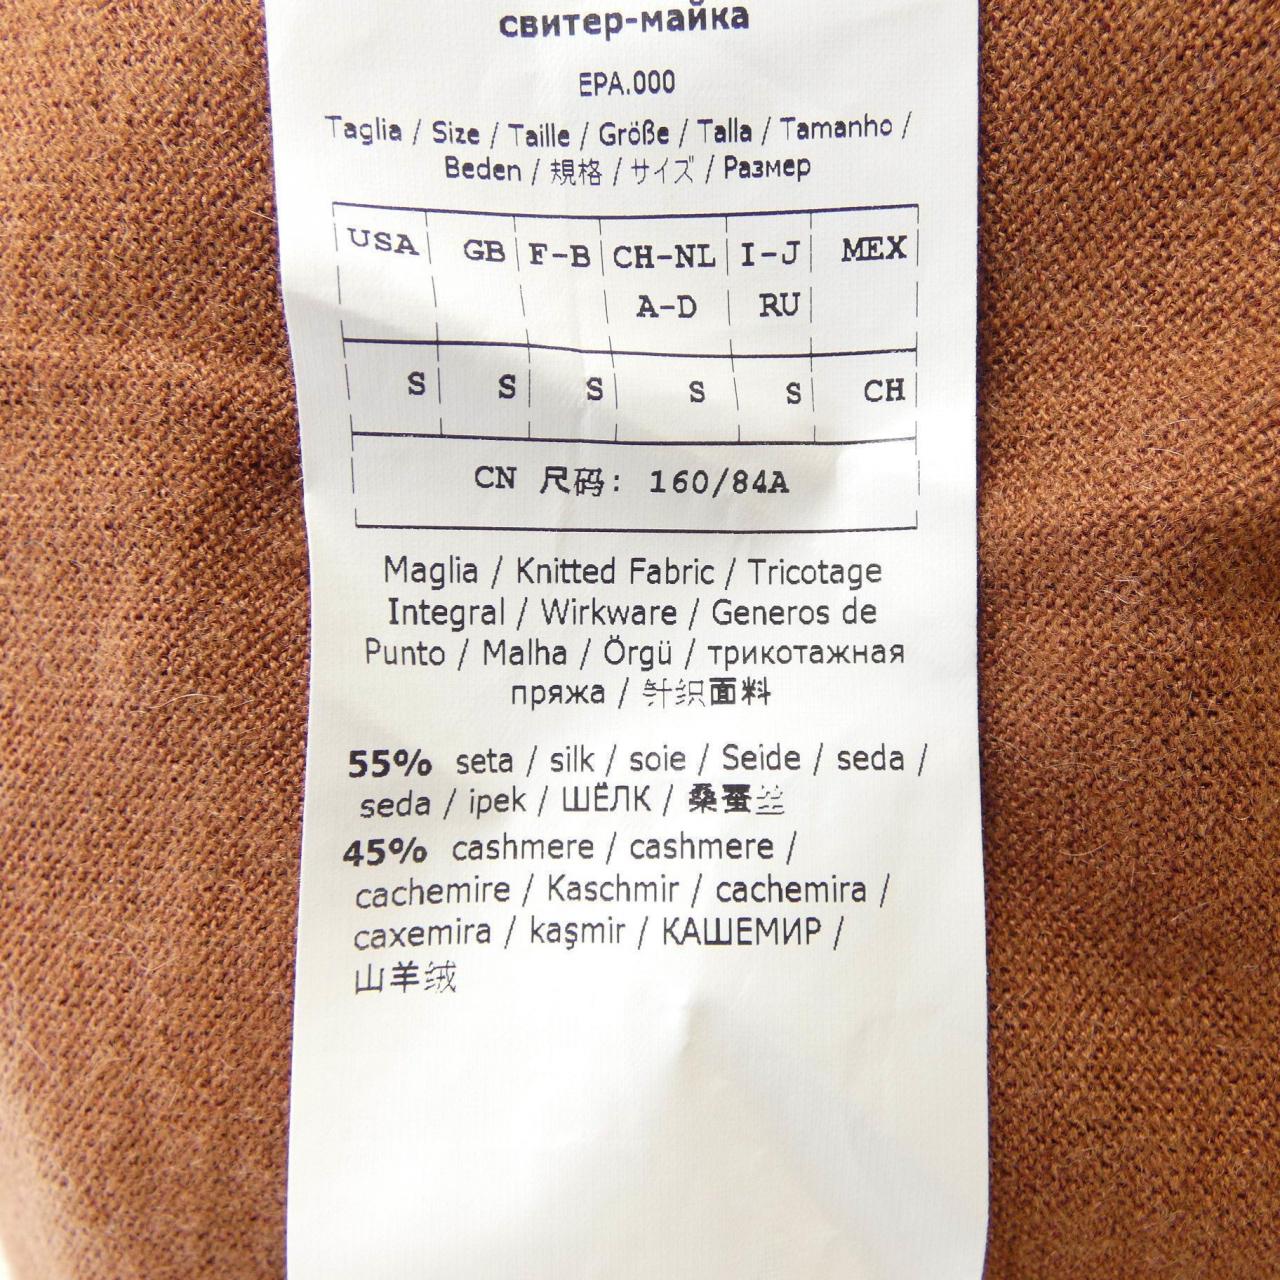 свитер-майка
EPA.000
Taglia / Size / Taille / Größe / Talla / Tamanho /
Beden / 規格 / サイズ / Размер
USA GB F-B CH-NL I-J MEX
A-D RU
S S S S S CH
CN 尺码: 160/84A
Maglia / Knitted Fabric / Tricotage
Integral / Wirkware / Generos de
Punto / Malha / Örgü / трикотажная
пряжа / 针织面料
55% seta / silk / soie / Seide / seda /
seda / ipek / ШЁЛК / 桑蚕丝
45% cashmere / cashmere /
cachemire / Kaschmir / cachemira /
caxemira / kaşmir / КАШЕМИР /
山羊绒